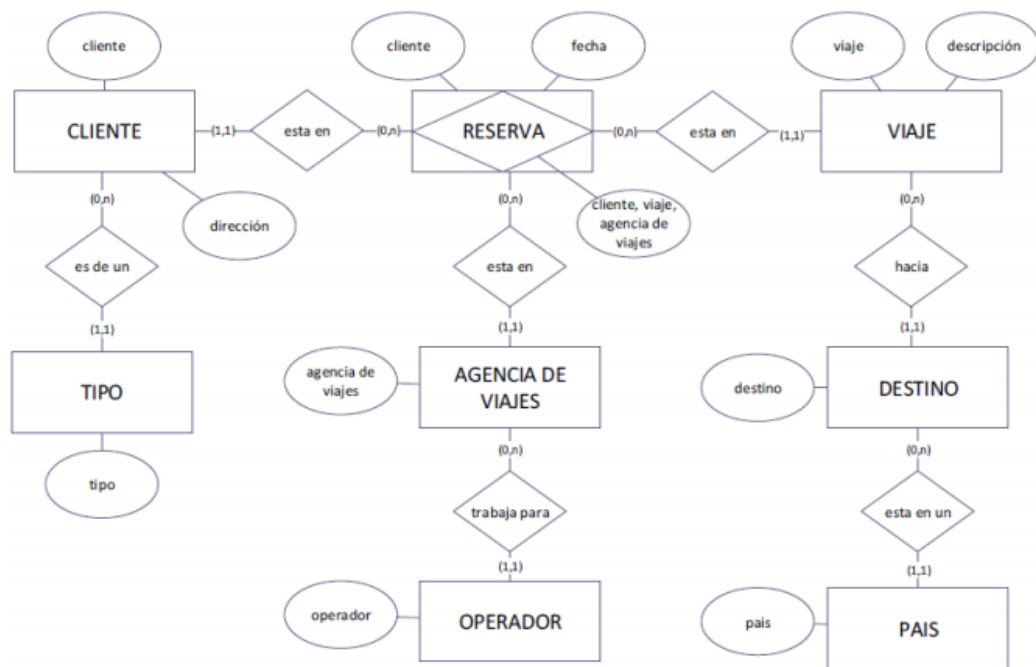 cliente
cliente
fecha
viaje
descripción
CLIENTE
(1,1)
esta en
(0,n)
RESERVA
(0,n)
esta en
(1,1)
VIAJE
(0,n)
dirección
(0,n)
cliente, viaje,
agencia de
viajes
(0,n)
es de un
esta en
hacia
(1,1)
(1,1)
(1,1)
TIPO
agencia de
viajes
AGENCIA DE
VIAJES
destino
DESTINO
(0,n)
(0,n)
tipo
trabaja para
esta en un
(1,1)
(1,1)
operador
OPERADOR
pais
PAIS